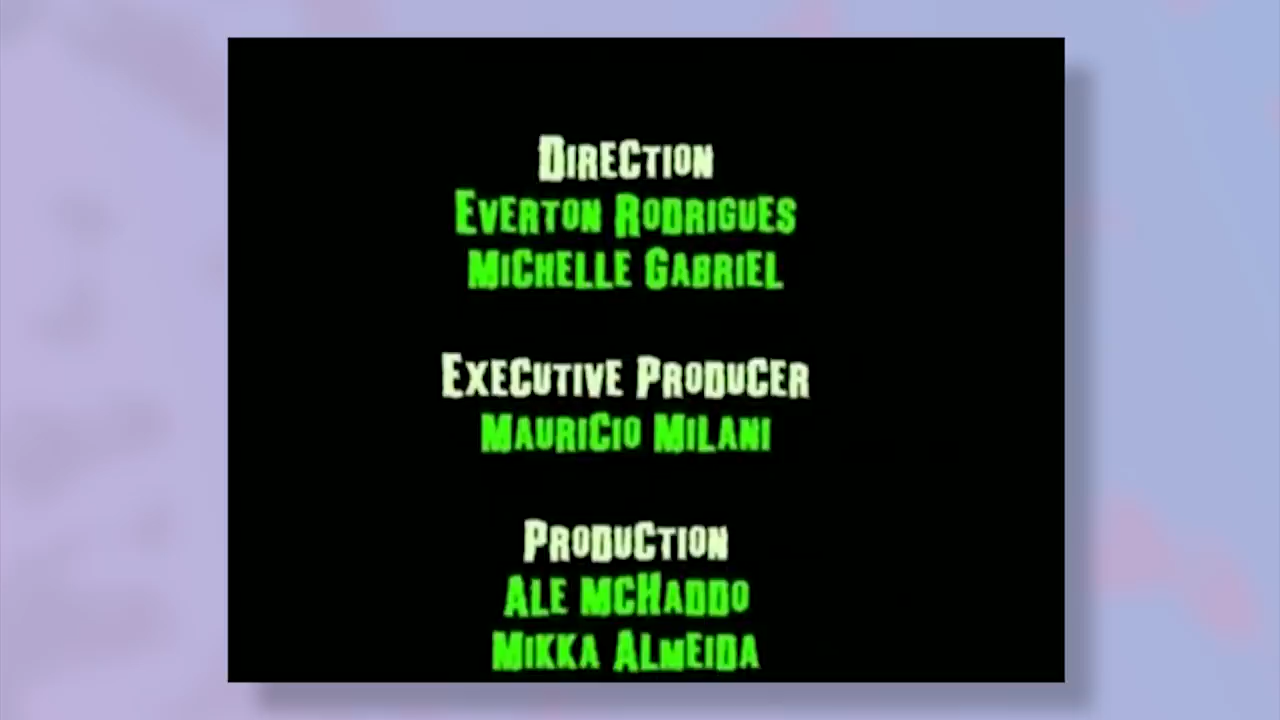 Direction
Everton Rodrigues
Michelle Gabriel
Executive Producer
Mauricio Milani
Production
Ale McHaddo
Mikka Almeida